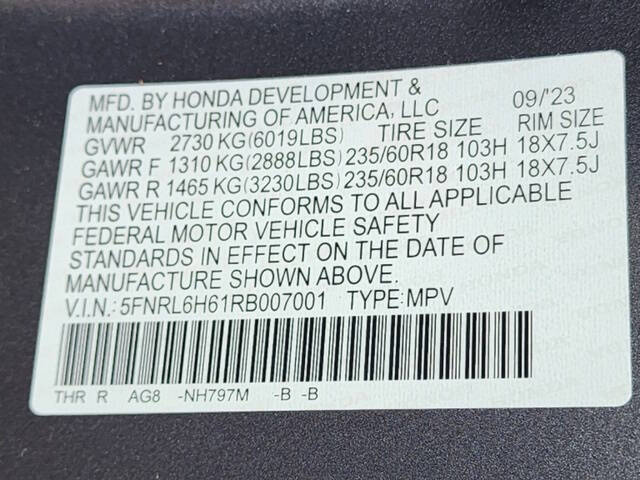 MFD. BY HONDA DEVELOPMENT &
MANUFACTURING OF AMERICA, LLC 09/'23
GVWR 2730 KG(6019LBS) TIRE SIZE RIM SIZE
GAWR F 1310 KG(2888LBS) 235/60R18 103H 18X7.5J
GAWR R 1465 KG(3230LBS) 235/60R18 103H 18X7.5J
THIS VEHICLE CONFORMS TO ALL APPLICABLE
FEDERAL MOTOR VEHICLE SAFETY
STANDARDS IN EFFECT ON THE DATE OF
MANUFACTURE SHOWN ABOVE.
V.I.N.: 5FNRL6H61RB007001 TYPE:MPV
THR R AG8 -NH797M -B -B